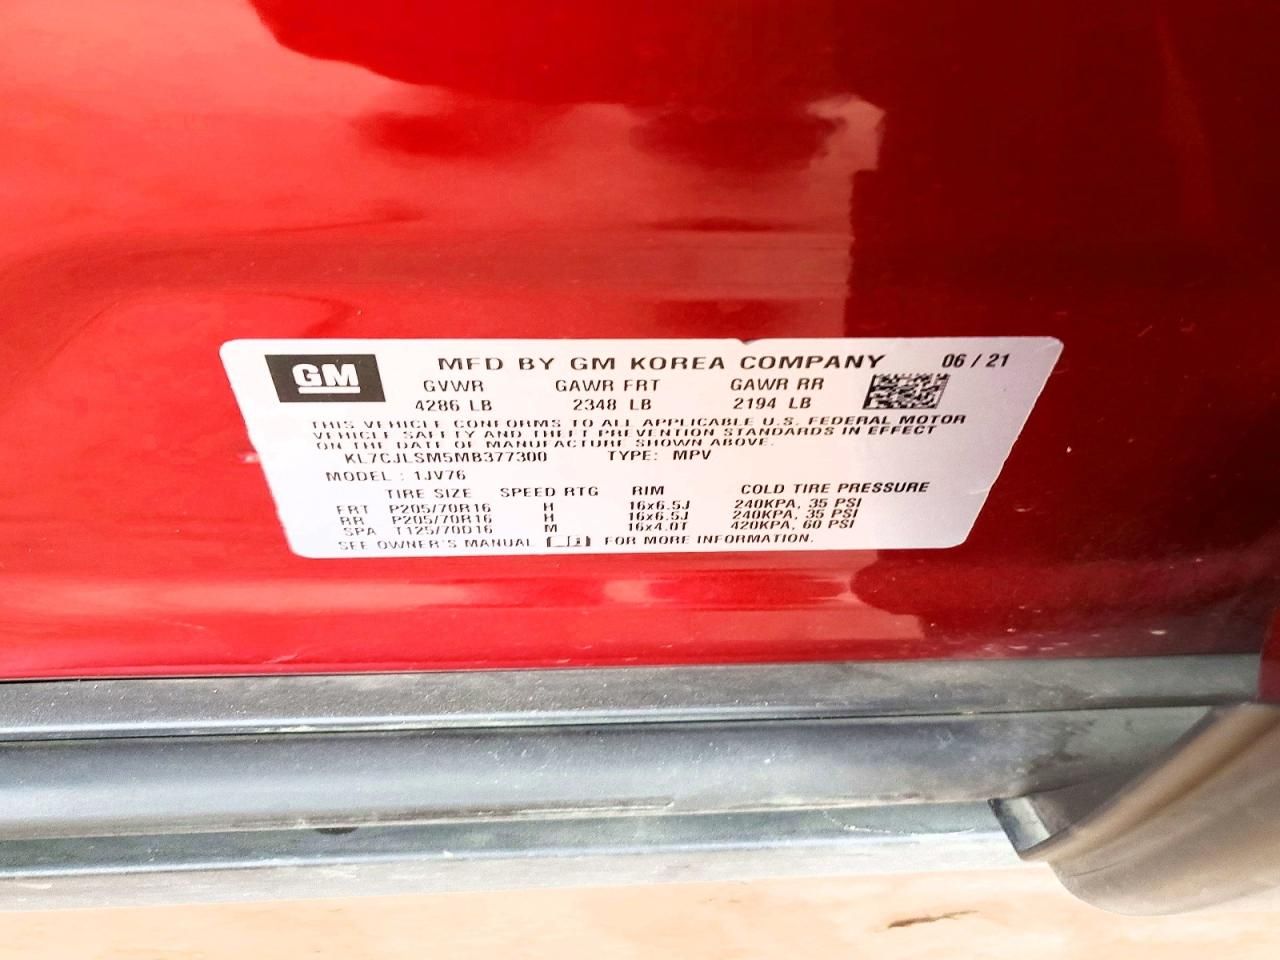 GM MFD BY GM KOREA COMPANY 06 / 21
GVWR GAWR FRT GAWR RR
4286 LB 2348 LB 2194 LB
THIS VEHICLE CONFORMS TO ALL APPLICABLE U.S. FEDERAL MOTOR
VEHICLE SAFETY AND THEFT PREVENTION STANDARDS IN EFFECT
ON THE DATE OF MANUFACTURE SHOWN ABOVE.
KL7CJLSM5MB377300 TYPE: MPV
MODEL : 1JV76
TIRE SIZE SPEED RTG RIM COLD TIRE PRESSURE
FRT P205/70R16 H 16x6.5J 240KPA, 35 PSI
RR P205/70R16 H 16x6.5J 240KPA, 35 PSI
SPA T125/70D16 M 16x4.0T 420KPA, 60 PSI
SEE OWNER'S MANUAL FOR MORE INFORMATION.